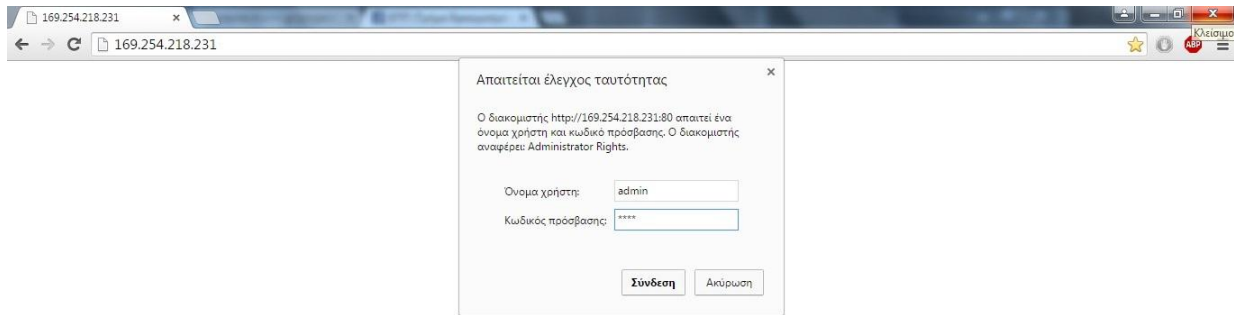 169.254.218.231
169.254.218.231
ABP
Κλείσιμο
Απαιτείται έλεγχος ταυτότητας
Ο διακομιστής http://169.254.218.231:80 απαιτεί ένα
όνομα χρήστη και κωδικό πρόσβασης. Ο διακομιστής
αναφέρει: Administrator Rights.
Όνομα χρήστη: admin
Κωδικός πρόσβασης: ****
Σύνδεση Ακύρωση